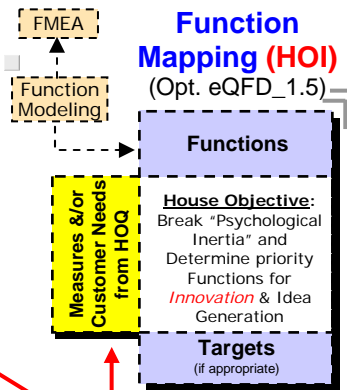 FMEA
Function
Modeling
Function
Mapping (HOI)
(Opt. eQFD_1.5)
Functions
Measures &/or
Customer Needs
from HOQ
House Objective:
Break "Psychological
Inertia" and
Determine priority
Functions for
Innovation & Idea
Generation
Targets
(if appropriate)